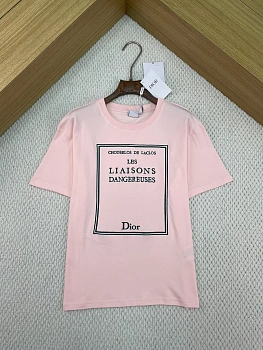 CHODERLOS DE LACLOS
LES
LIAISONS
DANGEREUSES
Dior